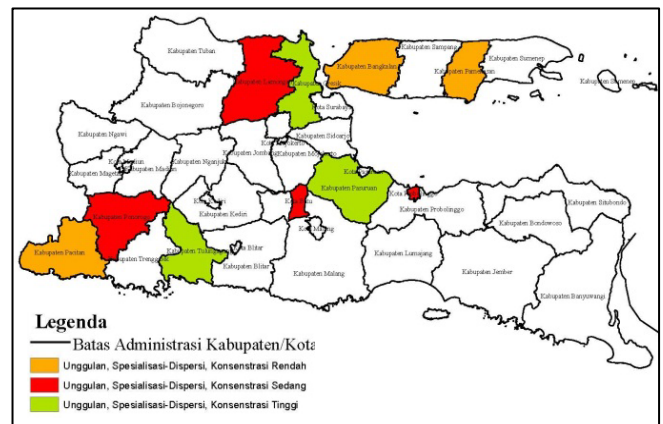 Kabupaten Tuban
Kabupaten Lamongan
Kabupaten Gresik
Kabupaten Bangkalan
Kabupaten Sampang
Kabupaten Pamekasan
Kabupaten Sumenep
Kabupaten Sumenep
Kabupaten Bojonegoro
Kota Surabaya
Kabupaten Ngawi
Kabupaten Sidoarjo
Kabupaten Nganjuk
Kabupaten Jombang
Kabupaten Mojokerto
Kota Madiun
Kabupaten Madiun
Kabupaten Magetan
Kabupaten Pasuruan
Kabupaten Ponorogo
Kabupaten Kediri
Kabupaten Probolinggo
Kabupaten Situbondo
Kabupaten Bondowoso
Kabupaten Pacitan
Kabupaten Trenggalek
Kabupaten Tulungagung
Kota Blitar
Kabupaten Blitar
Kota Malang
Kabupaten Malang
Kabupaten Lumajang
Kabupaten Jember
Kabupaten Banyuwangi
Legenda
Batas Administrasi Kabupaten/Kota
Unggulan, Spesialisasi-Dispersi, Konsenstrasi Rendah
Unggulan, Spesialisasi-Dispersi, Konsenstrasi Sedang
Unggulan, Spesialisasi-Dispersi, Konsenstrasi Tinggi